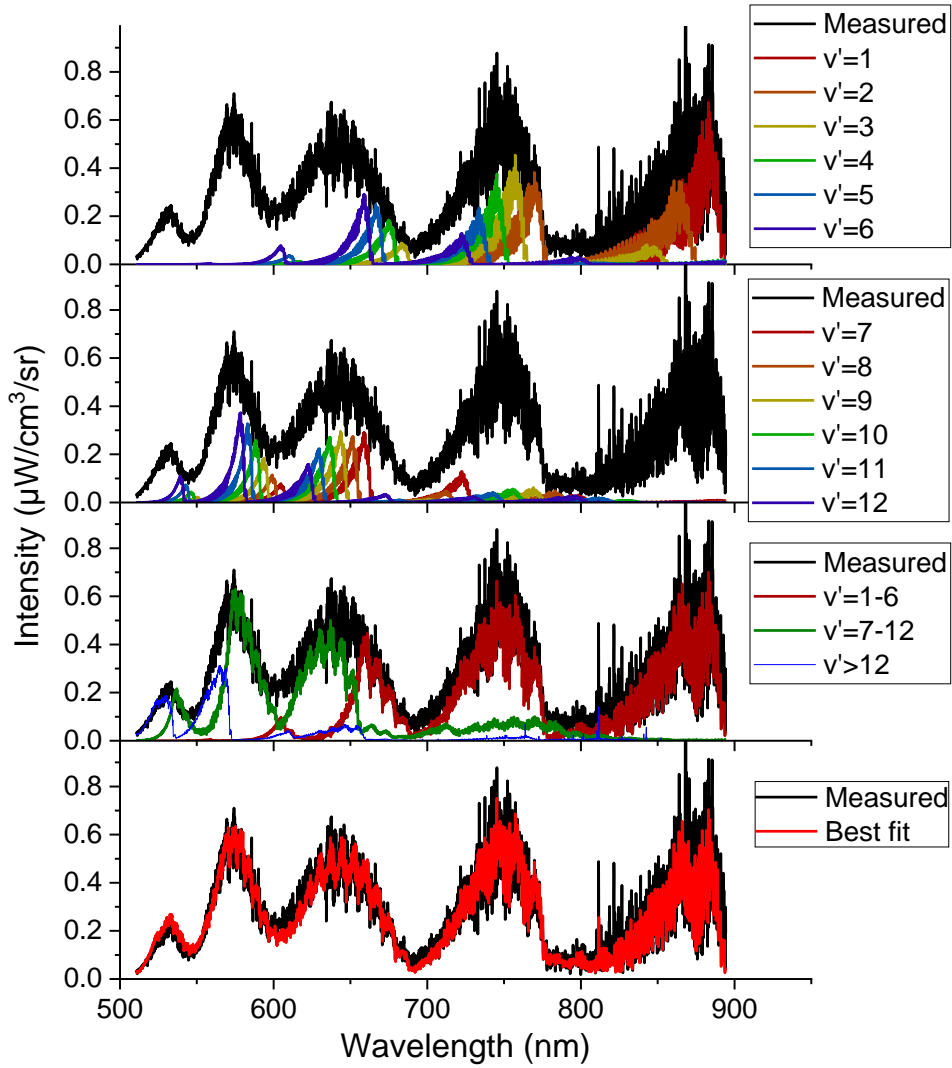 0.8
0.6
0.4
0.2
0.0
Measured
v'=1
v'=2
v'=3
v'=4
v'=5
v'=6
0.8
0.6
0.4
0.2
0.0
Measured
v'=7
v'=8
v'=9
v'=10
v'=11
v'=12
Intensity (µW/cm³/sr)
0.8
0.6
0.4
0.2
0.0
Measured
v'=1-6
v'=7-12
v'>12
0.8
0.6
0.4
0.2
0.0
Measured
Best fit
500 600 700 800 900
Wavelength (nm)